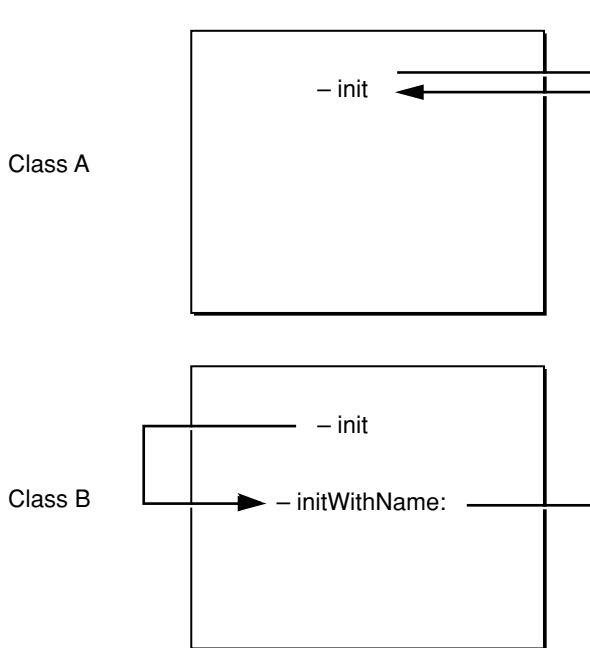 – init
Class A
– init
Class B
– initWithName: